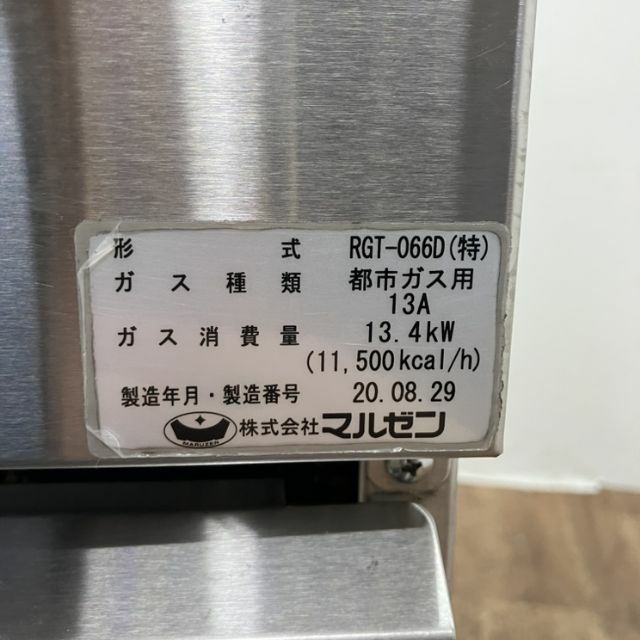 形式 RGT-066D(特)
ガス種類 都市ガス用
13A
ガス消費量 13.4kW
(11,500kcal/h)
製造年月・製造番号 20.08.29
MARUZEN 株式会社マルゼン